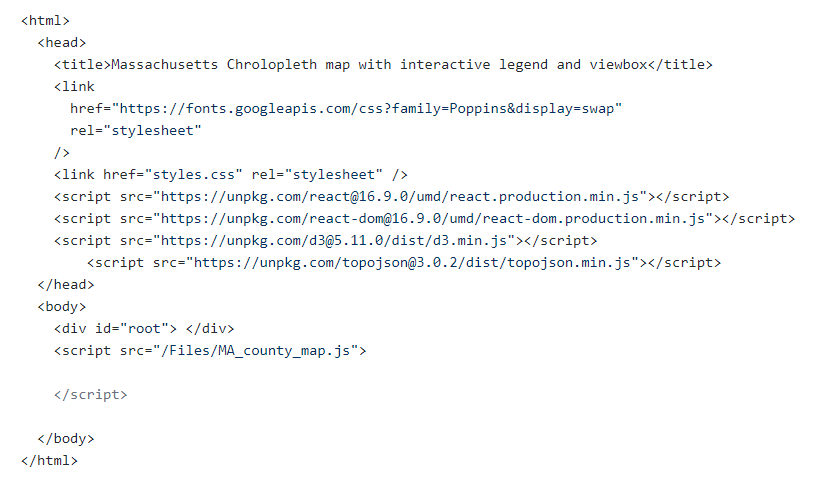 <html>
<head>
<title>Massachusetts Chrolopleth map with interactive legend and viewbox</title>
<link
href="https://fonts.googleapis.com/css?family=Poppins&display=swap"
rel="stylesheet"
/>
<link href="styles.css" rel="stylesheet" />
<script src="https://unpkg.com/react@16.9.0/umd/react.production.min.js"></script>
<script src="https://unpkg.com/react-dom@16.9.0/umd/react-dom.production.min.js"></script>
<script src="https://unpkg.com/d3@5.11.0/dist/d3.min.js"></script>
<script src="https://unpkg.com/topojson@3.0.2/dist/topojson.min.js"></script>
</head>
<body>
<div id="root"> </div>
<script src="/Files/MA_county_map.js">
</script>
</body>
</html>